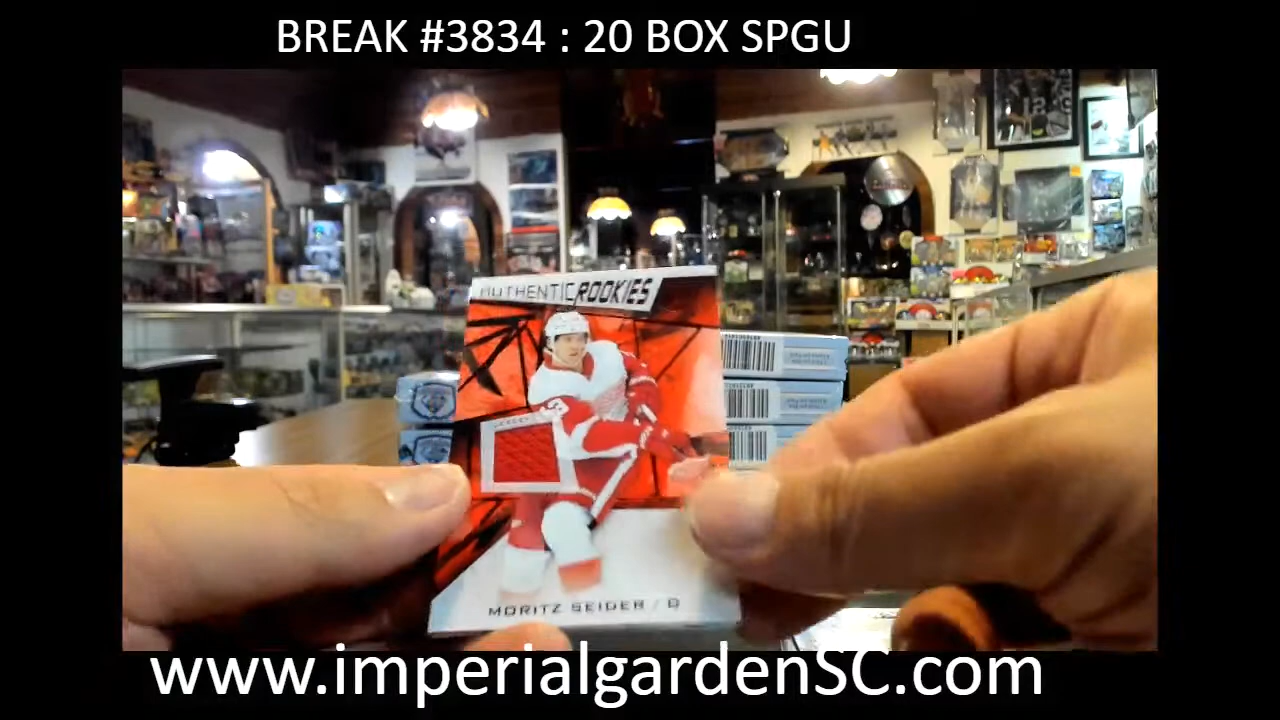 BREAK #3834 : 20 BOX SPGU
AUTHENTIC ROOKIES
MORITZ SEIDER / D
www.imperialgardenSC.com